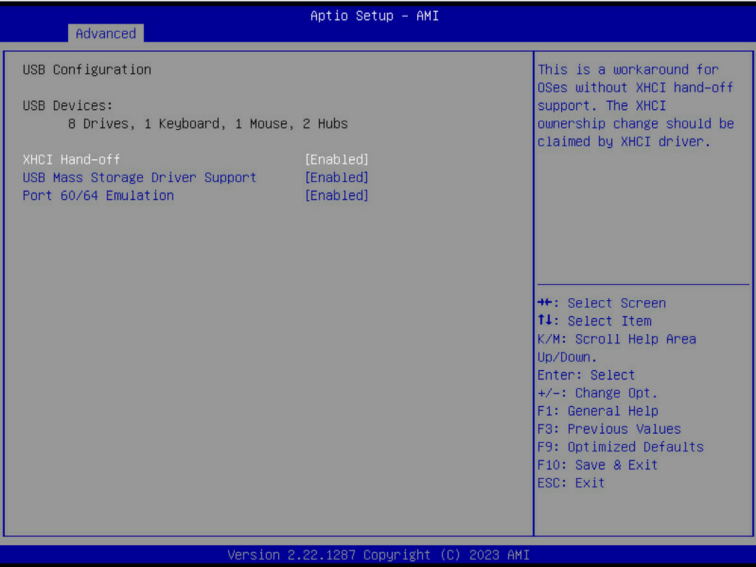 Aptio Setup – AMI
Advanced
USB Configuration
USB Devices:
8 Drives, 1 Keyboard, 1 Mouse, 2 Hubs
XHCI Hand-off [Enabled]
USB Mass Storage Driver Support [Enabled]
Port 60/64 Emulation [Enabled]
This is a workaround for
OSes without XHCI hand-off
support. The XHCI
ownership change should be
claimed by XHCI driver.
→←: Select Screen
↑↓: Select Item
K/M: Scroll Help Area
Up/Down.
Enter: Select
+/-: Change Opt.
F1: General Help
F3: Previous Values
F9: Optimized Defaults
F10: Save & Exit
ESC: Exit
Version 2.22.1287 Copyright (C) 2023 AMI